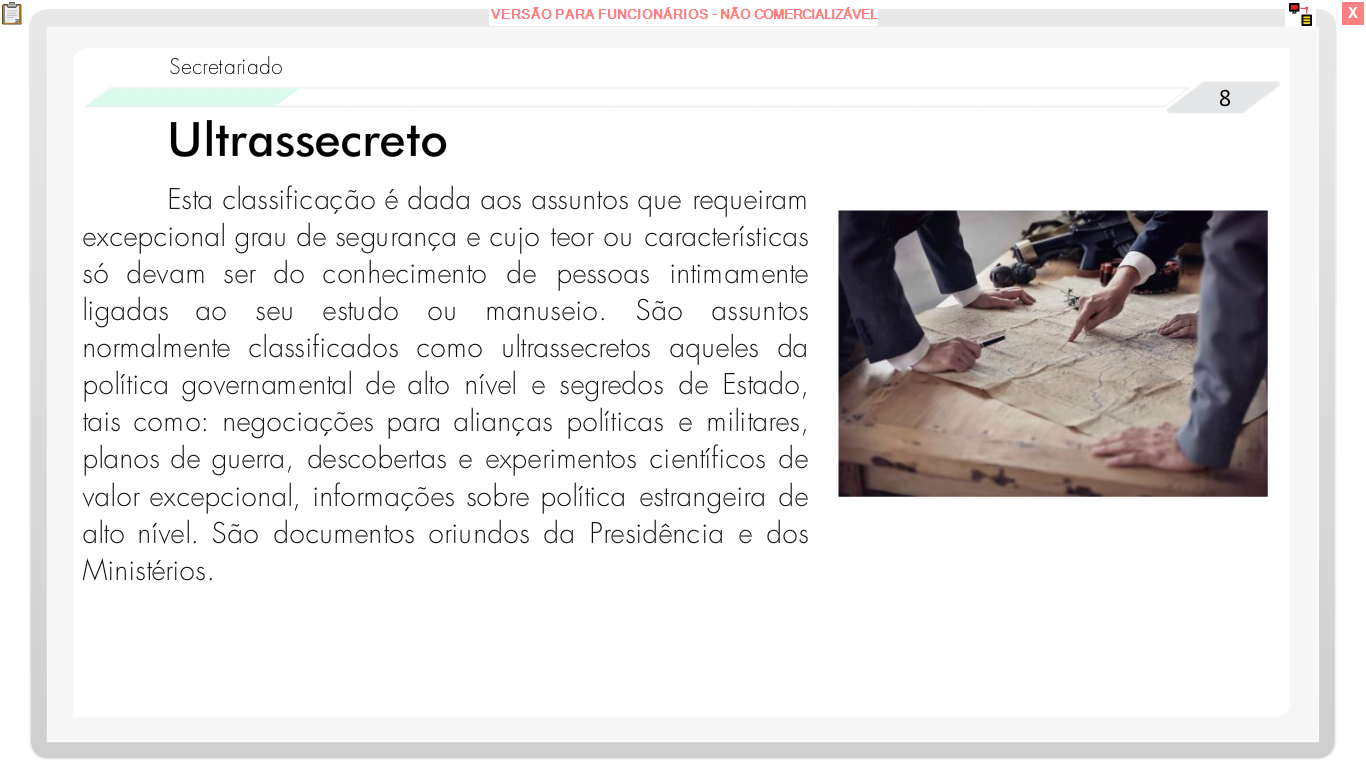 VERSÃO PARA FUNCIONÁRIOS - NÃO COMERCIALIZÁVEL
X
Secretariado
8
Ultrassecreto
Esta classificação é dada aos assuntos que requeiram
excepcional grau de segurança e cujo teor ou características
só devam ser do conhecimento de pessoas intimamente
ligadas ao seu estudo ou manuseio. São assuntos
normalmente classificados como ultrassecretos aqueles da
política governamental de alto nível e segredos de Estado,
tais como: negociações para alianças políticas e militares,
planos de guerra, descobertas e experimentos científicos de
valor excepcional, informações sobre política estrangeira de
alto nível. São documentos oriundos da Presidência e dos
Ministérios.